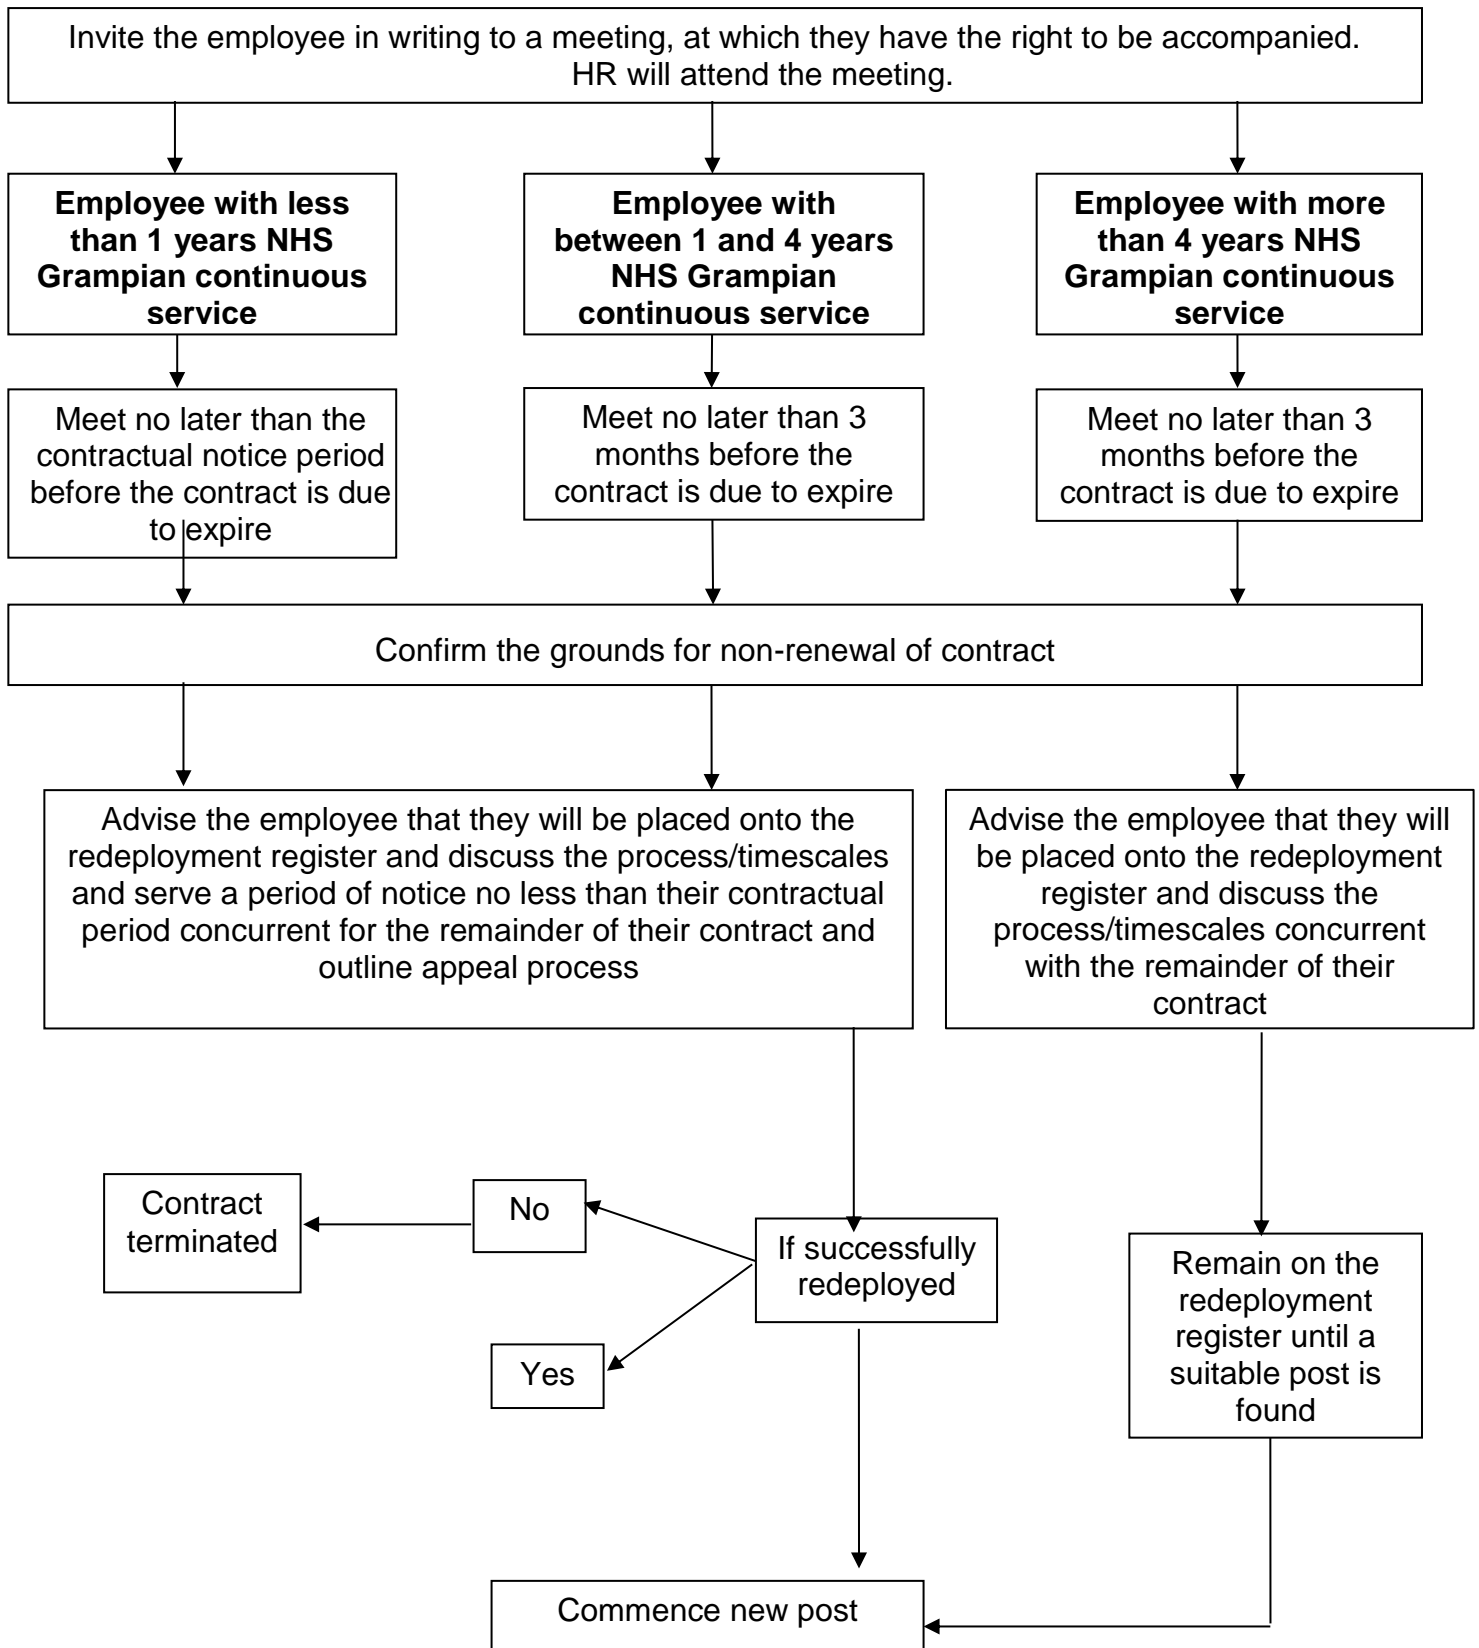 Invite the employee in writing to a meeting, at which they have the right to be accompanied.
HR will attend the meeting.
Employee with less
than 1 years NHS
Grampian continuous
service
Employee with
between 1 and 4 years
NHS Grampian
continuous service
Employee with more
than 4 years NHS
Grampian continuous
service
Meet no later than the
contractual notice period
before the contract is due
to expire
Meet no later than 3
months before the
contract is due to expire
Meet no later than 3
months before the
contract is due to expire
Confirm the grounds for non-renewal of contract
Advise the employee that they will be placed onto the
redeployment register and discuss the process/timescales
and serve a period of notice no less than their contractual
period concurrent for the remainder of their contract and
outline appeal process
Advise the employee that they will
be placed onto the redeployment
register and discuss the
process/timescales concurrent
with the remainder of their
contract
Contract
terminated
No
If successfully
redeployed
Yes
Remain on the
redeployment
register until a
suitable post is
found
Commence new post